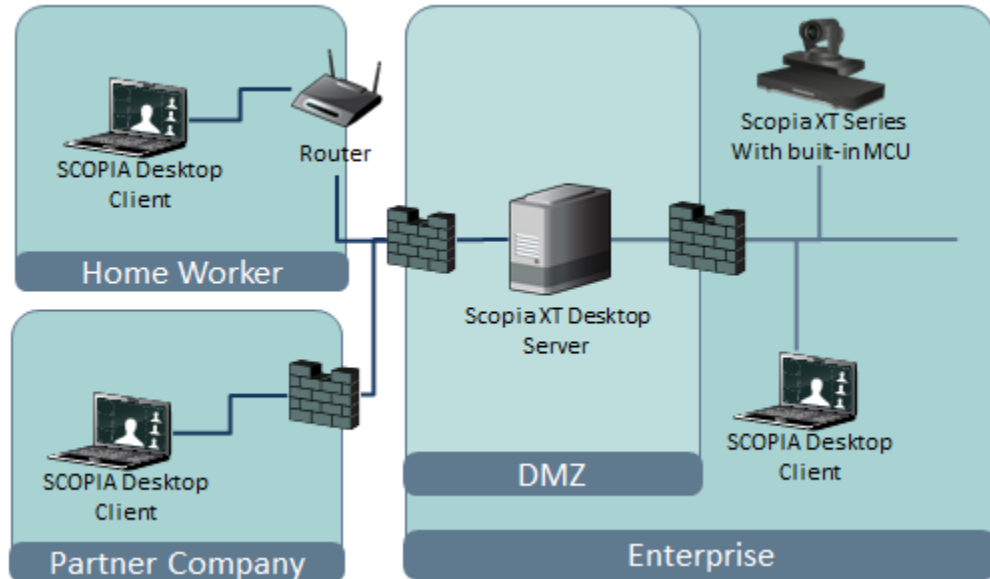 SCOPIA Desktop
Client
Router
Home Worker
SCOPIA Desktop
Client
Partner Company
Scopia XT Desktop
Server
DMZ
Scopia XT Series
With built-in MCU
SCOPIA Desktop
Client
Enterprise